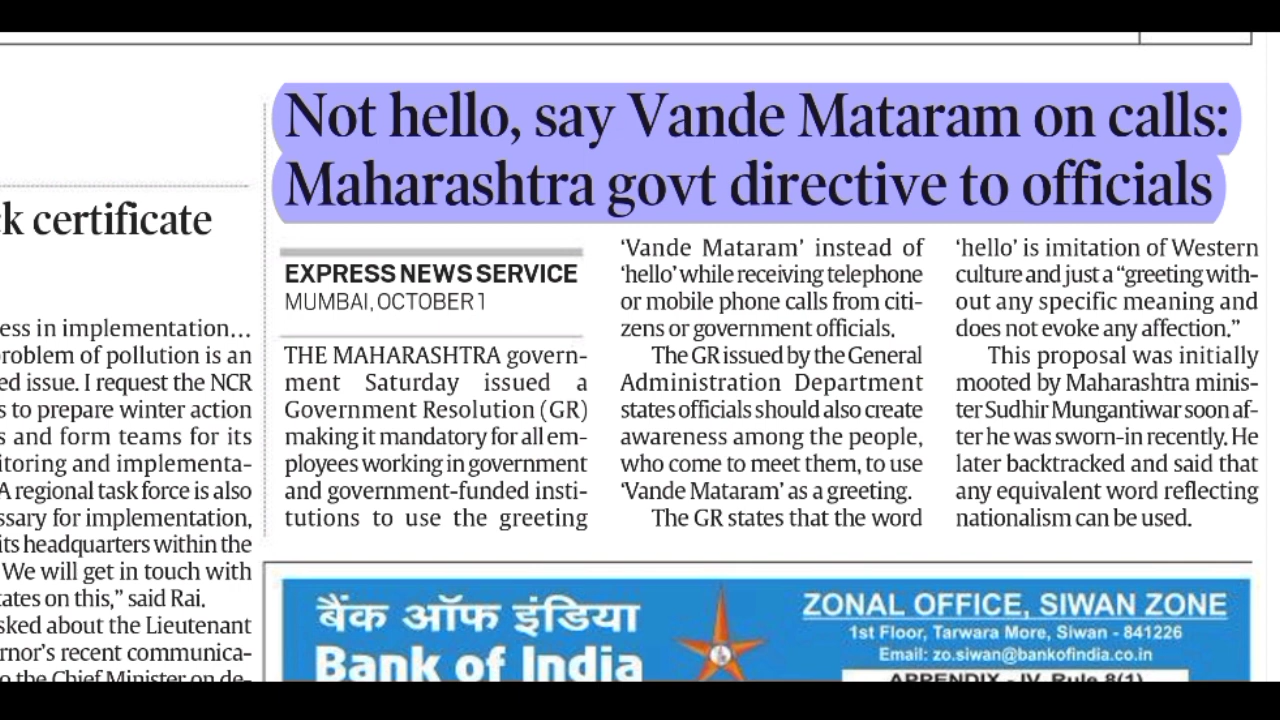 k certificate
ess in implementation...
problem of pollution is an
ed issue. I request the NCR
s to prepare winter action
s and form teams for its
itoring and implementa-
A regional task force is also
ssary for implementation,
its headquarters within the
We will get in touch with
ates on this,” said Rai.
sked about the Lieutenant
rnor’s recent communica-
o the Chief Minister on de-
Not hello, say Vande Mataram on calls:
Maharashtra govt directive to officials
EXPRESS NEWS SERVICE
MUMBAI, OCTOBER 1
THE MAHARASHTRA govern-
ment Saturday issued a
Government Resolution (GR)
making it mandatory for all em-
ployees working in government
and government-funded insti-
tutions to use the greeting
‘Vande Mataram’ instead of
‘hello’ while receiving telephone
or mobile phone calls from citi-
zens or government officials.
The GR issued by the General
Administration Department
states officials should also create
awareness among the people,
who come to meet them, to use
‘Vande Mataram’ as a greeting.
The GR states that the word
‘hello’ is imitation of Western
culture and just a “greeting with-
out any specific meaning and
does not evoke any affection.”
This proposal was initially
mooted by Maharashtra minis-
ter Sudhir Mungantiwar soon af-
ter he was sworn-in recently. He
later backtracked and said that
any equivalent word reflecting
nationalism can be used.
बैंक ऑफ इंडिया
Bank of India
ZONAL OFFICE, SIWAN ZONE
1st Floor, Tarwara More, Siwan - 841226
Email: zo.siwan@bankofindia.co.in
APPENDIX - IV, Rule 8(1)